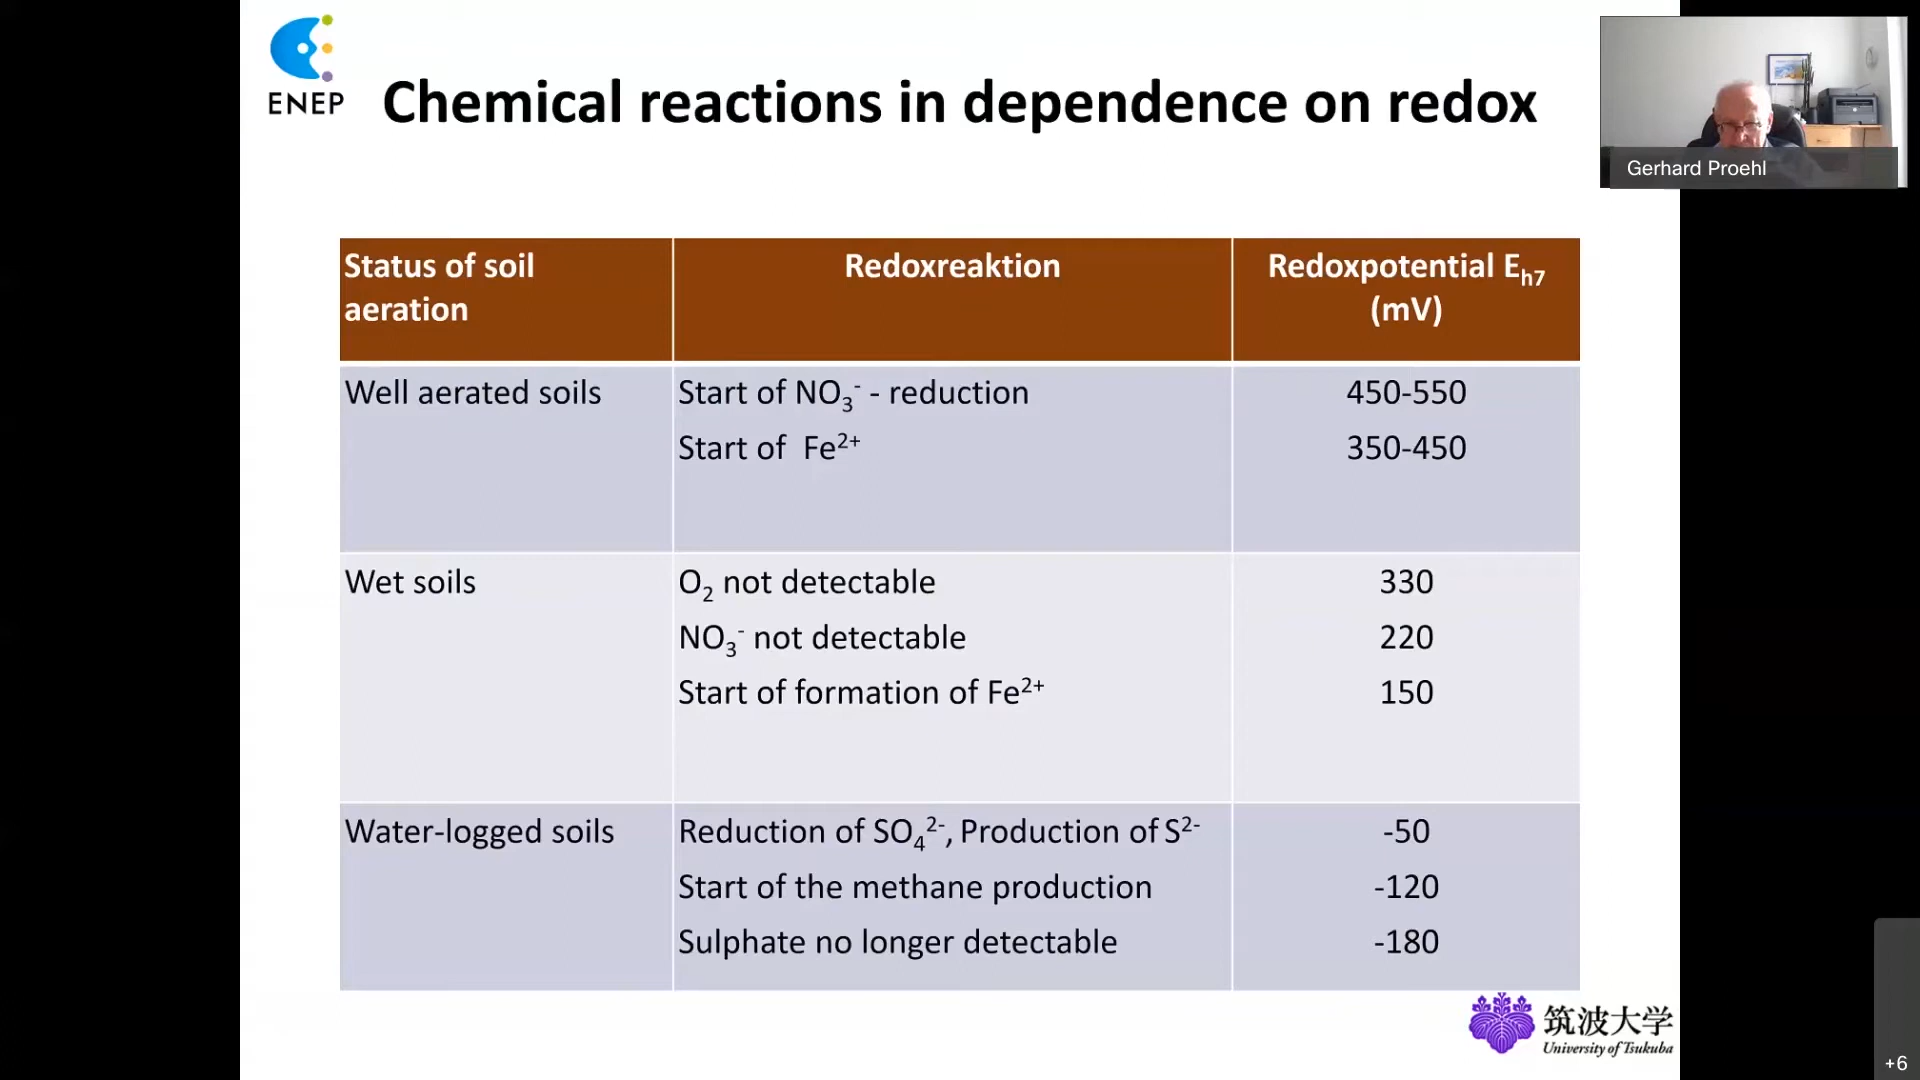 ENEP
Chemical reactions in dependence on redox
Gerhard Proehl
Status of soil aeration
Redoxreaktion
Redoxpotential Eh7 (mV)
Well aerated soils
Start of NO₃⁻ - reduction
450-550
Start of Fe²⁺
350-450
Wet soils
O₂ not detectable
330
NO₃⁻ not detectable
220
Start of formation of Fe²⁺
150
Water-logged soils
Reduction of SO₄²⁻, Production of S²⁻
-50
Start of the methane production
-120
Sulphate no longer detectable
-180
筑波大学
University of Tsukuba
+6